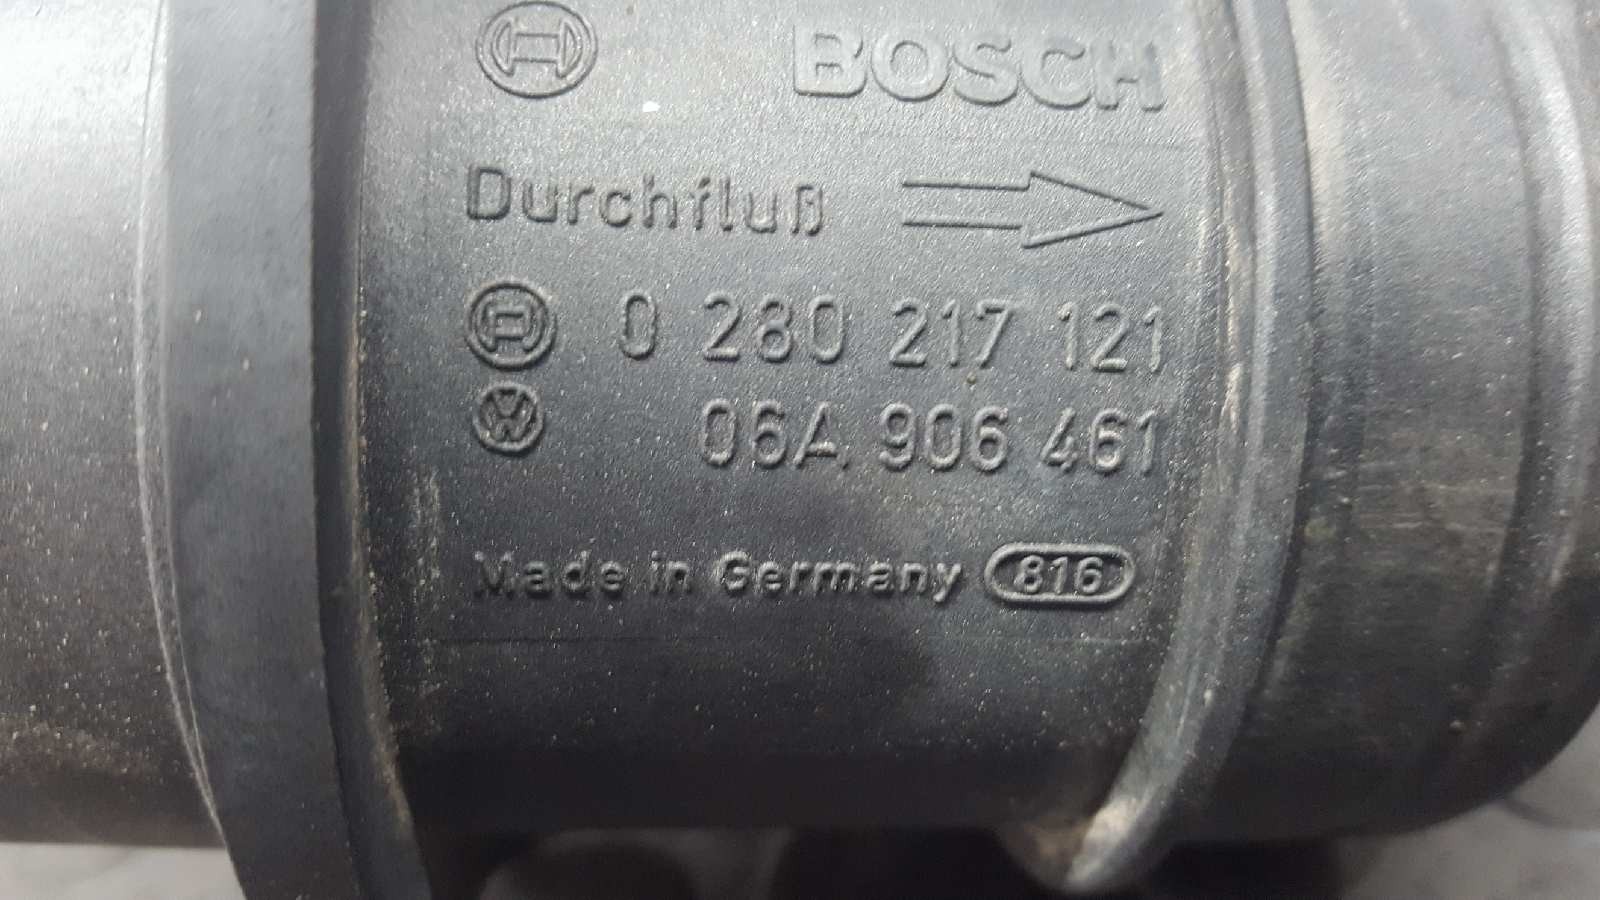 BOSCH
Durchfluß
0 280 217 121
06A 906 461
Made in Germany 816